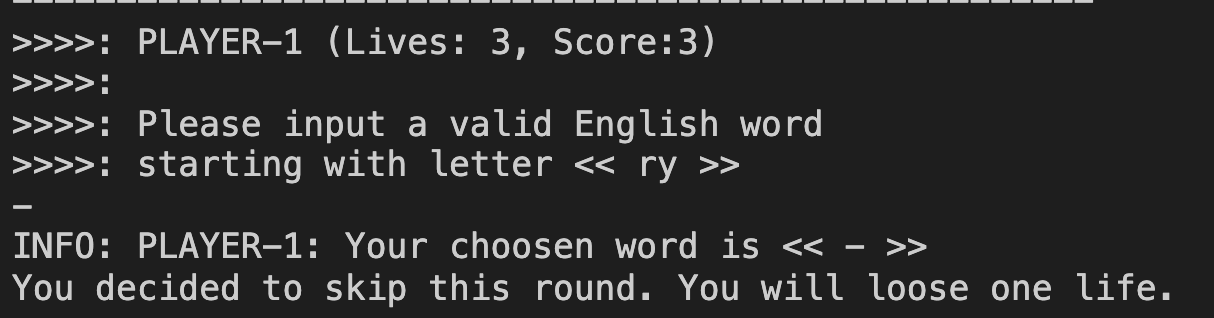 >>>>: PLAYER-1 (Lives: 3, Score:3)
>>>>:
>>>>: Please input a valid English word
>>>>: starting with letter << ry >>
-
INFO: PLAYER-1: Your choosen word is << - >>
You decided to skip this round. You will loose one life.